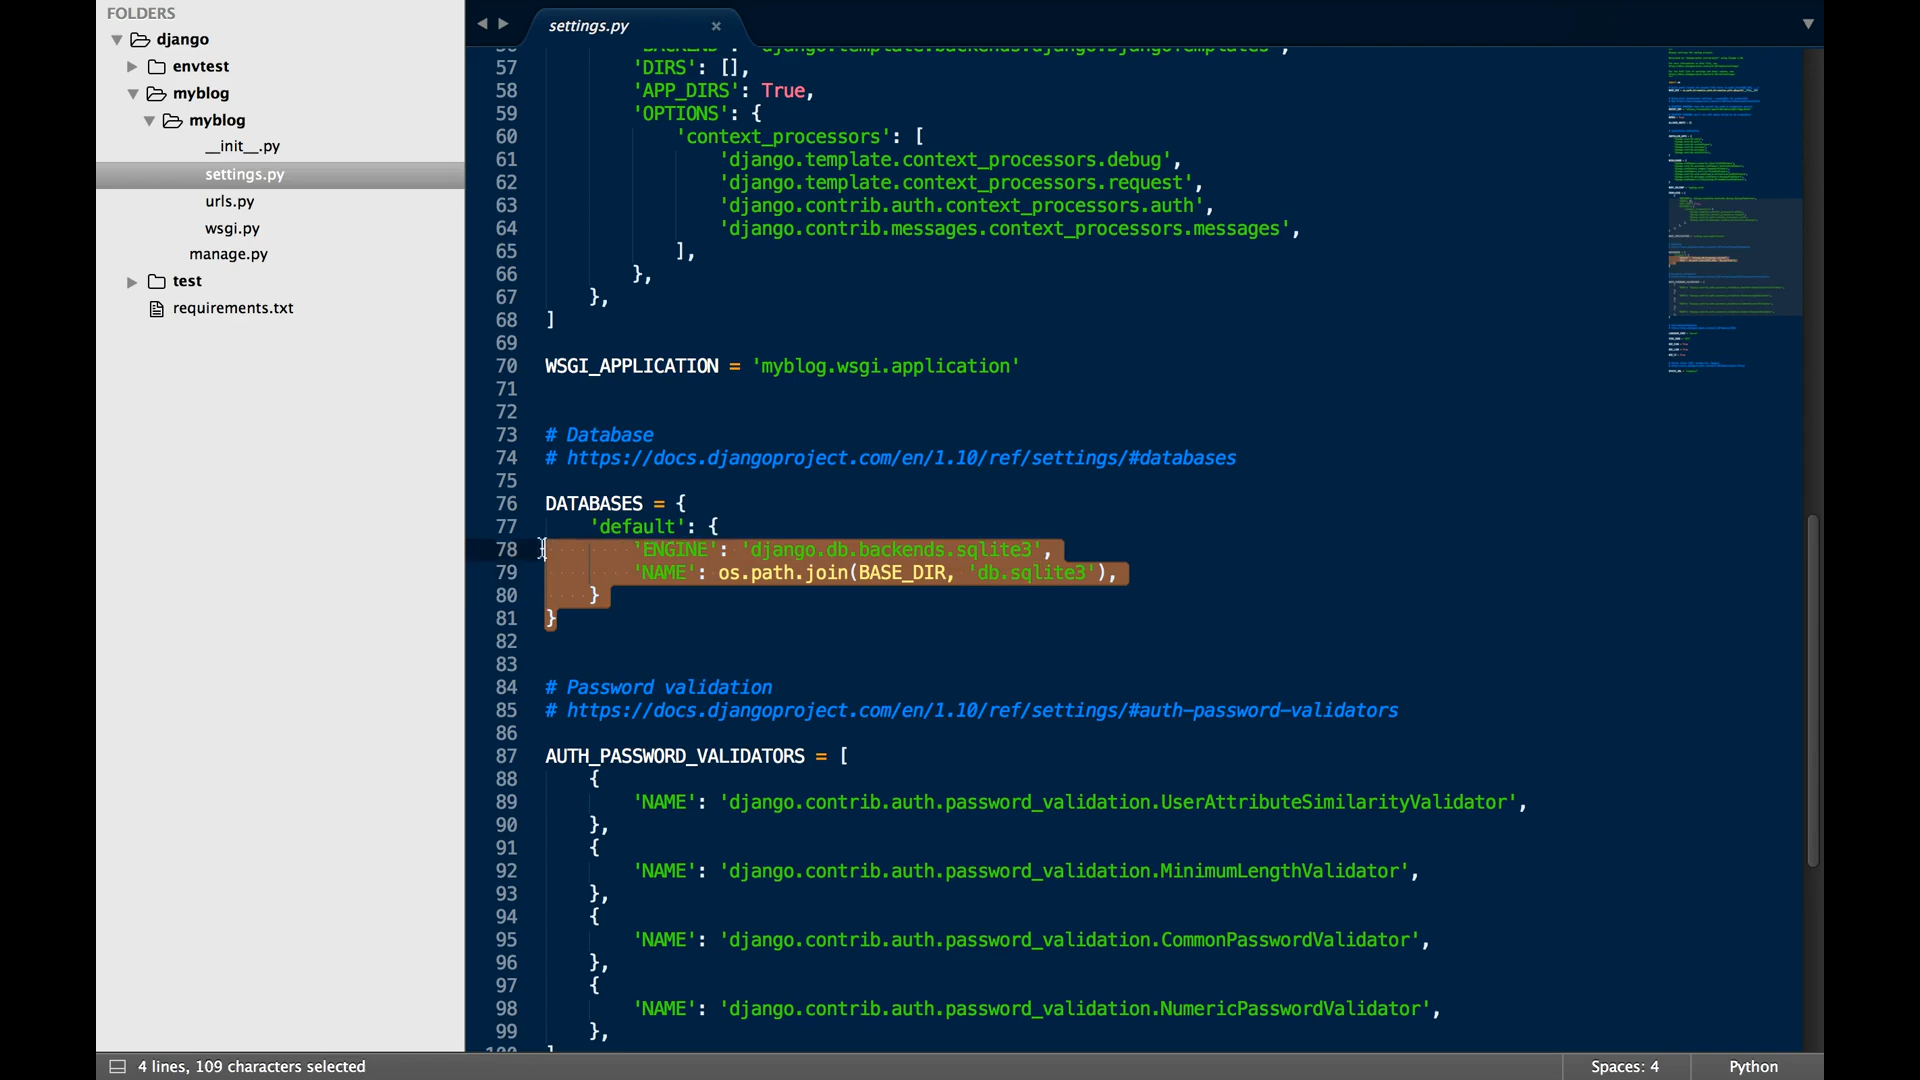 FOLDERS
django
envtest
myblog
myblog
__init__.py
settings.py
urls.py
wsgi.py
manage.py
test
requirements.txt
settings.py
57 'DIRS': [],
58 'APP_DIRS': True,
59 'OPTIONS': {
60 'context_processors': [
61 'django.template.context_processors.debug',
62 'django.template.context_processors.request',
63 'django.contrib.auth.context_processors.auth',
64 'django.contrib.messages.context_processors.messages',
65 ],
66 },
67 },
68 ]
69
70 WSGI_APPLICATION = 'myblog.wsgi.application'
71
72
73 # Database
74 # https://docs.djangoproject.com/en/1.10/ref/settings/#databases
75
76 DATABASES = {
77 'default': {
78 'ENGINE': 'django.db.backends.sqlite3',
79 'NAME': os.path.join(BASE_DIR, 'db.sqlite3'),
80 }
81 }
82
83
84 # Password validation
85 # https://docs.djangoproject.com/en/1.10/ref/settings/#auth-password-validators
86
87 AUTH_PASSWORD_VALIDATORS = [
88 {
89 'NAME': 'django.contrib.auth.password_validation.UserAttributeSimilarityValidator',
90 },
91 {
92 'NAME': 'django.contrib.auth.password_validation.MinimumLengthValidator',
93 },
94 {
95 'NAME': 'django.contrib.auth.password_validation.CommonPasswordValidator',
96 },
97 {
98 'NAME': 'django.contrib.auth.password_validation.NumericPasswordValidator',
99 },
4 lines, 109 characters selected
Spaces: 4
Python